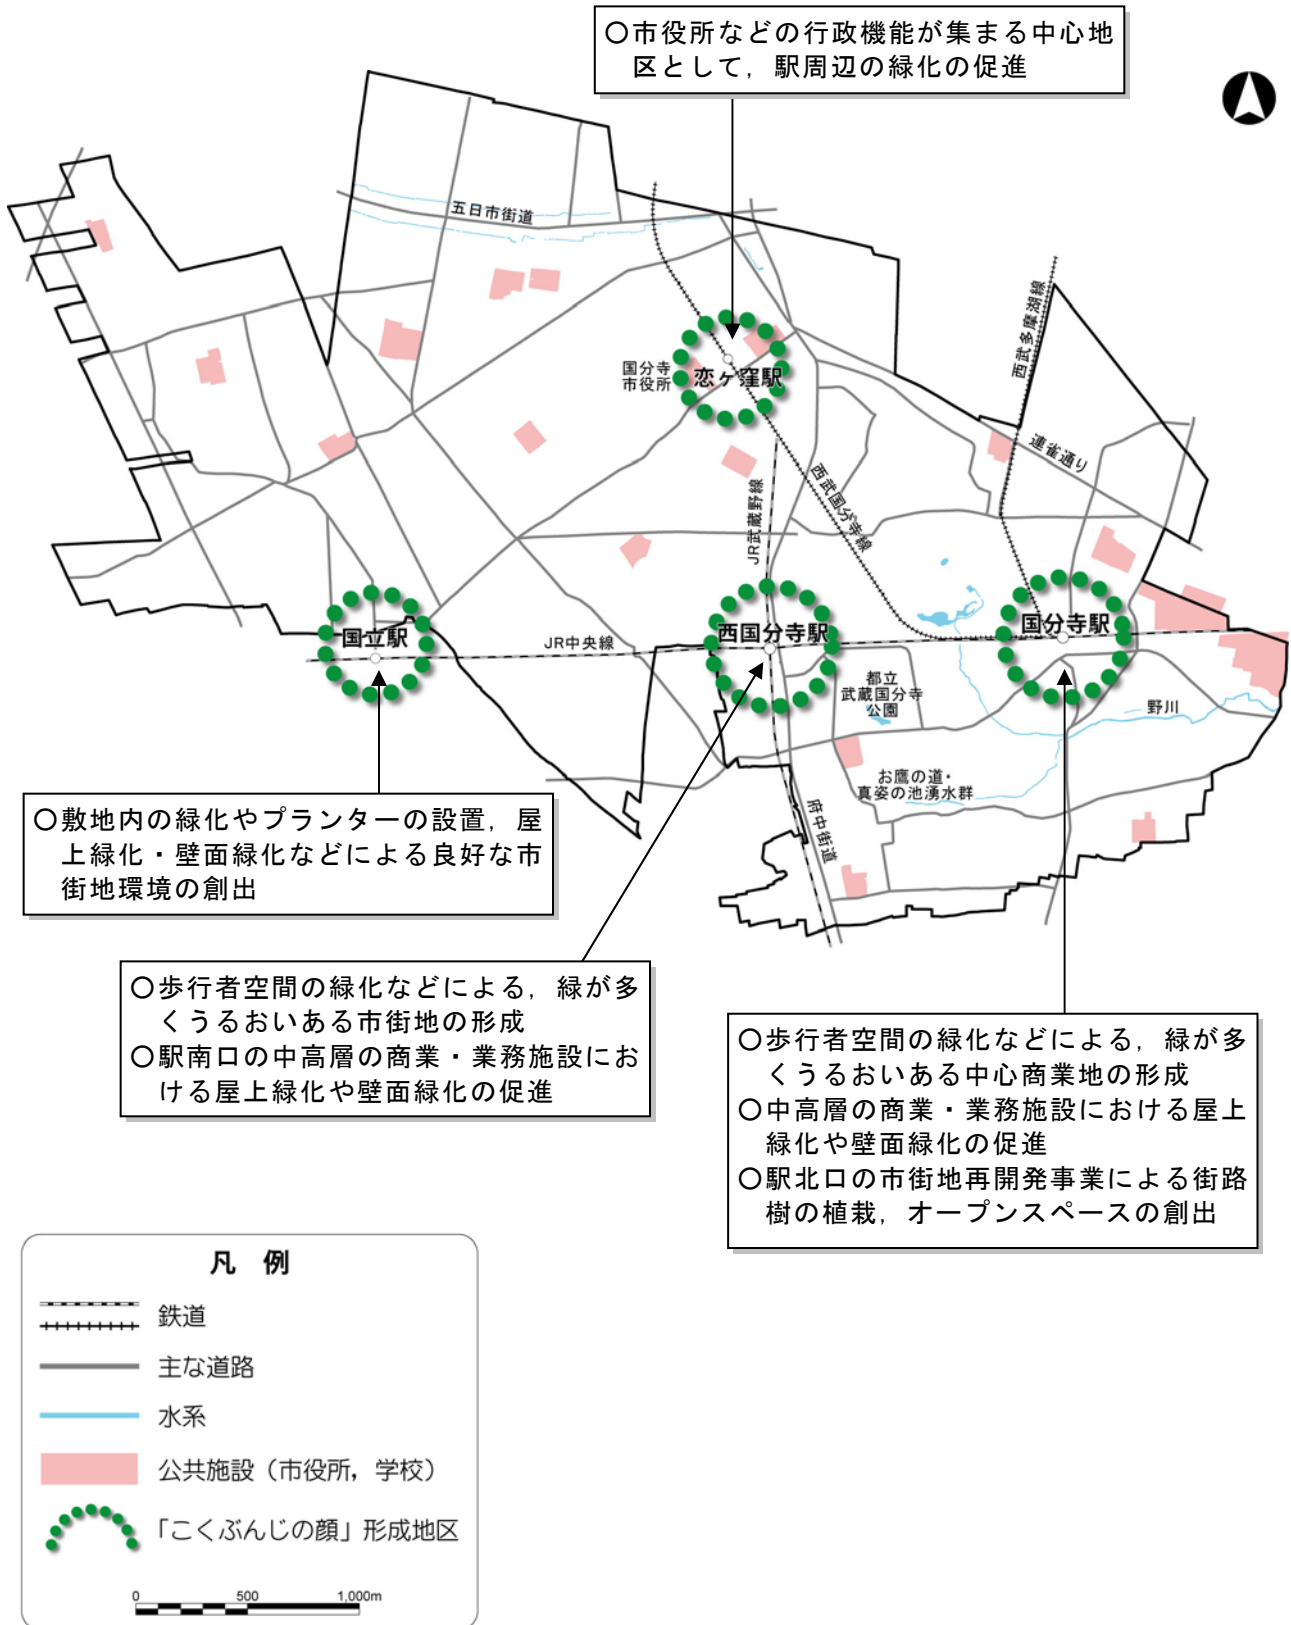 ○市役所などの行政機能が集まる中心地
区として，駅周辺の緑化の促進
五日市街道
西武多摩湖線
国分寺
市役所
恋ヶ窪駅
連雀通り
西武国分寺線
JR武蔵野線
国立駅
JR中央線
西国分寺駅
国分寺駅
都立
武蔵国分寺
公園
野川
お鷹の道・
真姿の池湧水群
府中街道
○敷地内の緑化やプランターの設置，屋
上緑化・壁面緑化などによる良好な市
街地環境の創出
○歩行者空間の緑化などによる，緑が多
くうるおいある市街地の形成
○駅南口の中高層の商業・業務施設にお
ける屋上緑化や壁面緑化の促進
○歩行者空間の緑化などによる，緑が多
くうるおいある中心商業地の形成
○中高層の商業・業務施設における屋上
緑化や壁面緑化の促進
○駅北口の市街地再開発事業による街路
樹の植栽，オープンスペースの創出
凡 例
鉄道
主な道路
水系
公共施設（市役所，学校）
「こくぶんじの顔」形成地区
0 500 1,000m